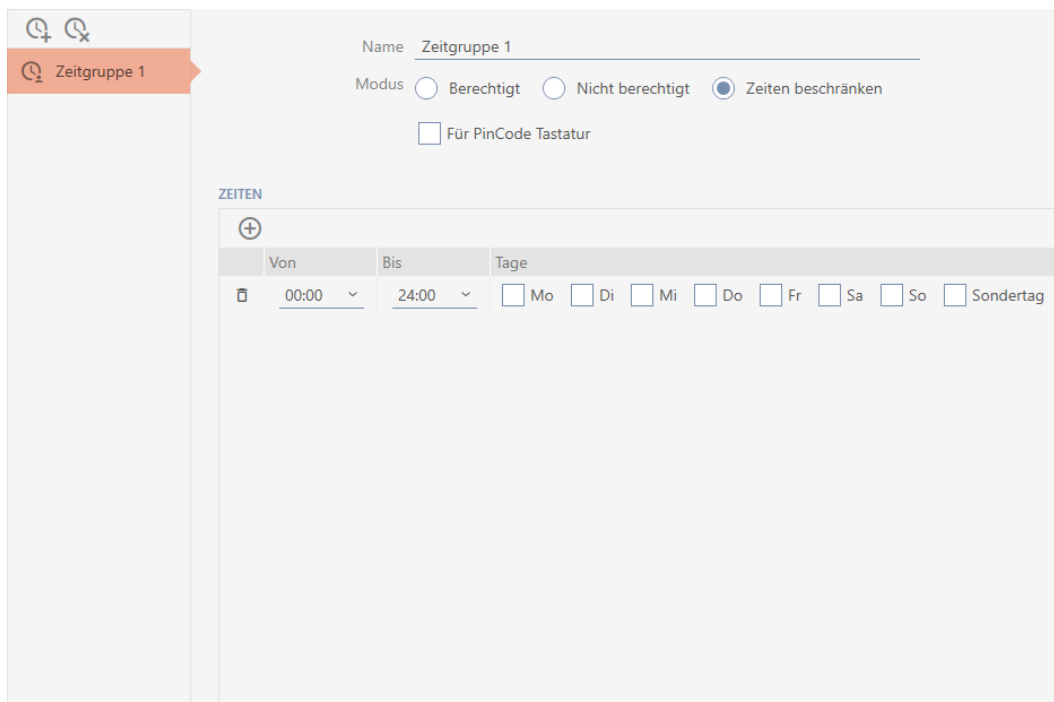 Zeitgruppe 1
Name Zeitgruppe 1
Modus Berechtigt Nicht berechtigt Zeiten beschränken
Für PinCode Tastatur
ZEITEN
Von Bis Tage
00:00 24:00 Mo Di Mi Do Fr Sa So Sondertag